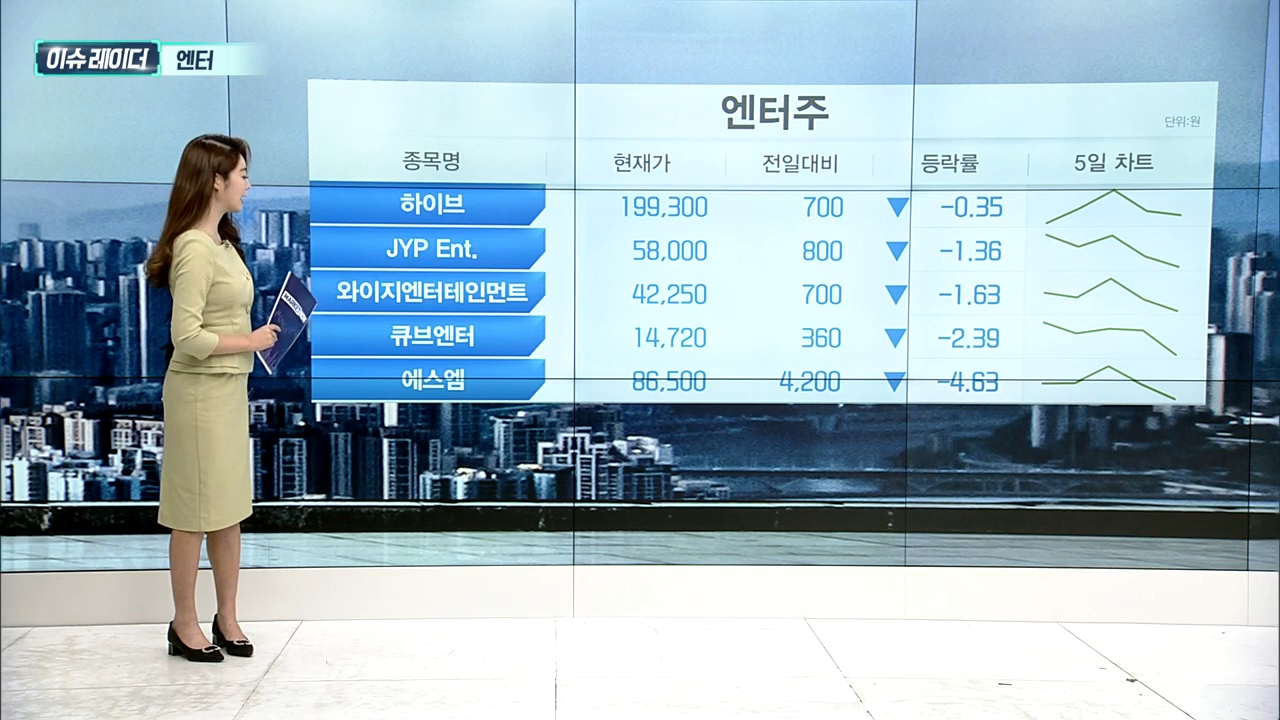 이슈레이더 엔터
엔터주
단위:원
종목명 현재가 전일대비 등락률 5일 차트
하이브 199,300 700 ▼ -0.35
JYP Ent. 58,000 800 ▼ -1.36
와이지엔터테인먼트 42,250 700 ▼ -1.63
큐브엔터 14,720 360 ▼ -2.39
에스엠 86,500 4,200 ▼ -4.63